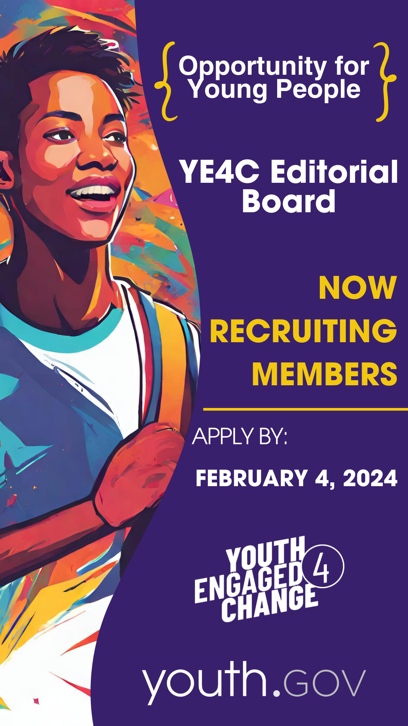 Opportunity for
Young People
YE4C Editorial
Board
NOW
RECRUITING
MEMBERS
APPLY BY:
FEBRUARY 4, 2024
YOUTH
ENGAGED 4
CHANGE
youth.GOV